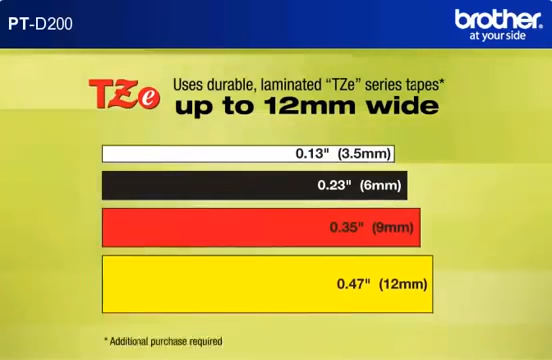 PT-D200
brother
at your side
TZe Uses durable, laminated “TZe” series tapes*
up to 12mm wide
0.13" (3.5mm)
0.23" (6mm)
0.35" (9mm)
0.47" (12mm)
* Additional purchase required